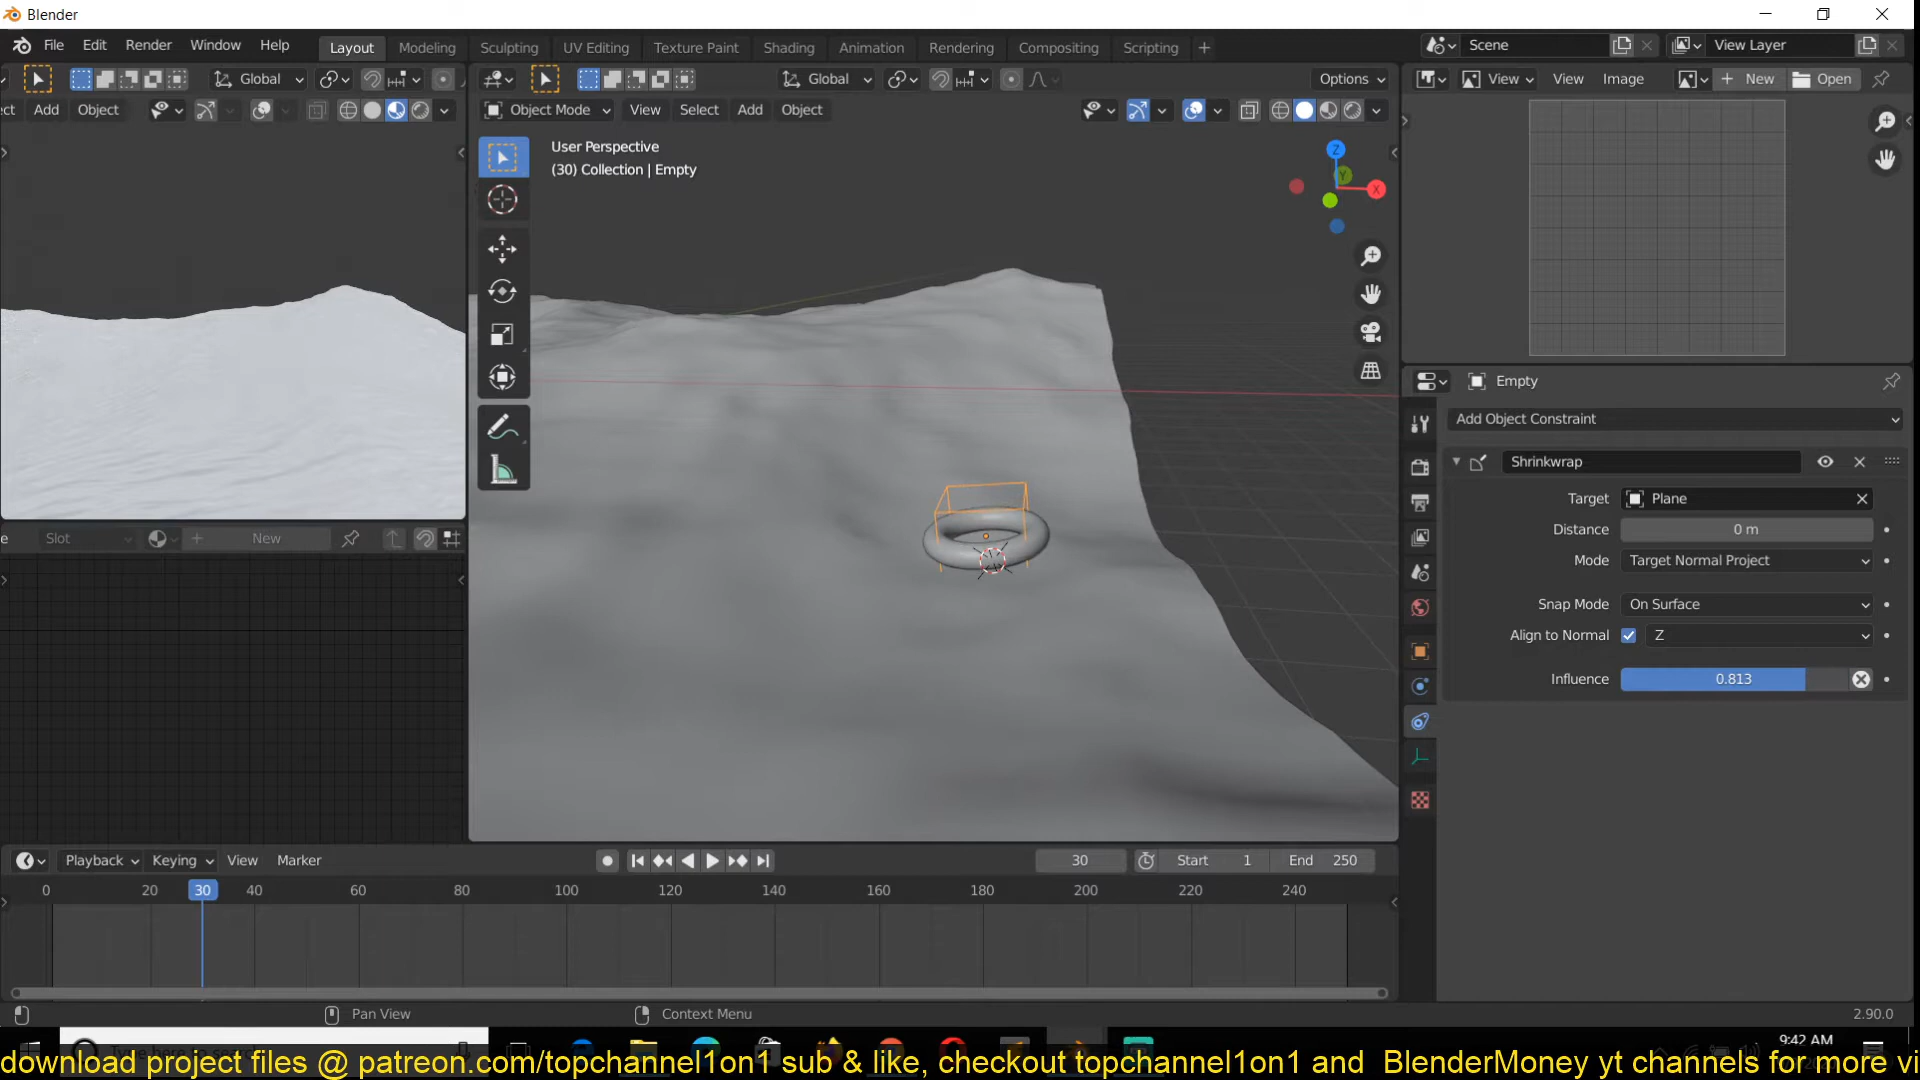 Blender
File Edit Render Window Help Layout Modeling Sculpting UV Editing Texture Paint Shading Animation Rendering Compositing Scripting + Scene View Layer
Global Global Options View View Image New Open
ct Add Object Object Mode View Select Add Object
User Perspective
(30) Collection | Empty
Z
Y
X
Empty
Add Object Constraint
Shrinkwrap
Target Plane
Distance 0 m
Mode Target Normal Project
Snap Mode On Surface
Align to Normal Z
Influence 0.813
e Slot New
Playback Keying View Marker 30 Start 1 End 250
0 20 30 40 60 80 100 120 140 160 180 200 220 240
Pan View Context Menu 2.90.0
9:42 AM
download project files @ patreon.com/topchannel1on1 sub & like, checkout topchannel1on1 and BlenderMoney yt channels for more vi